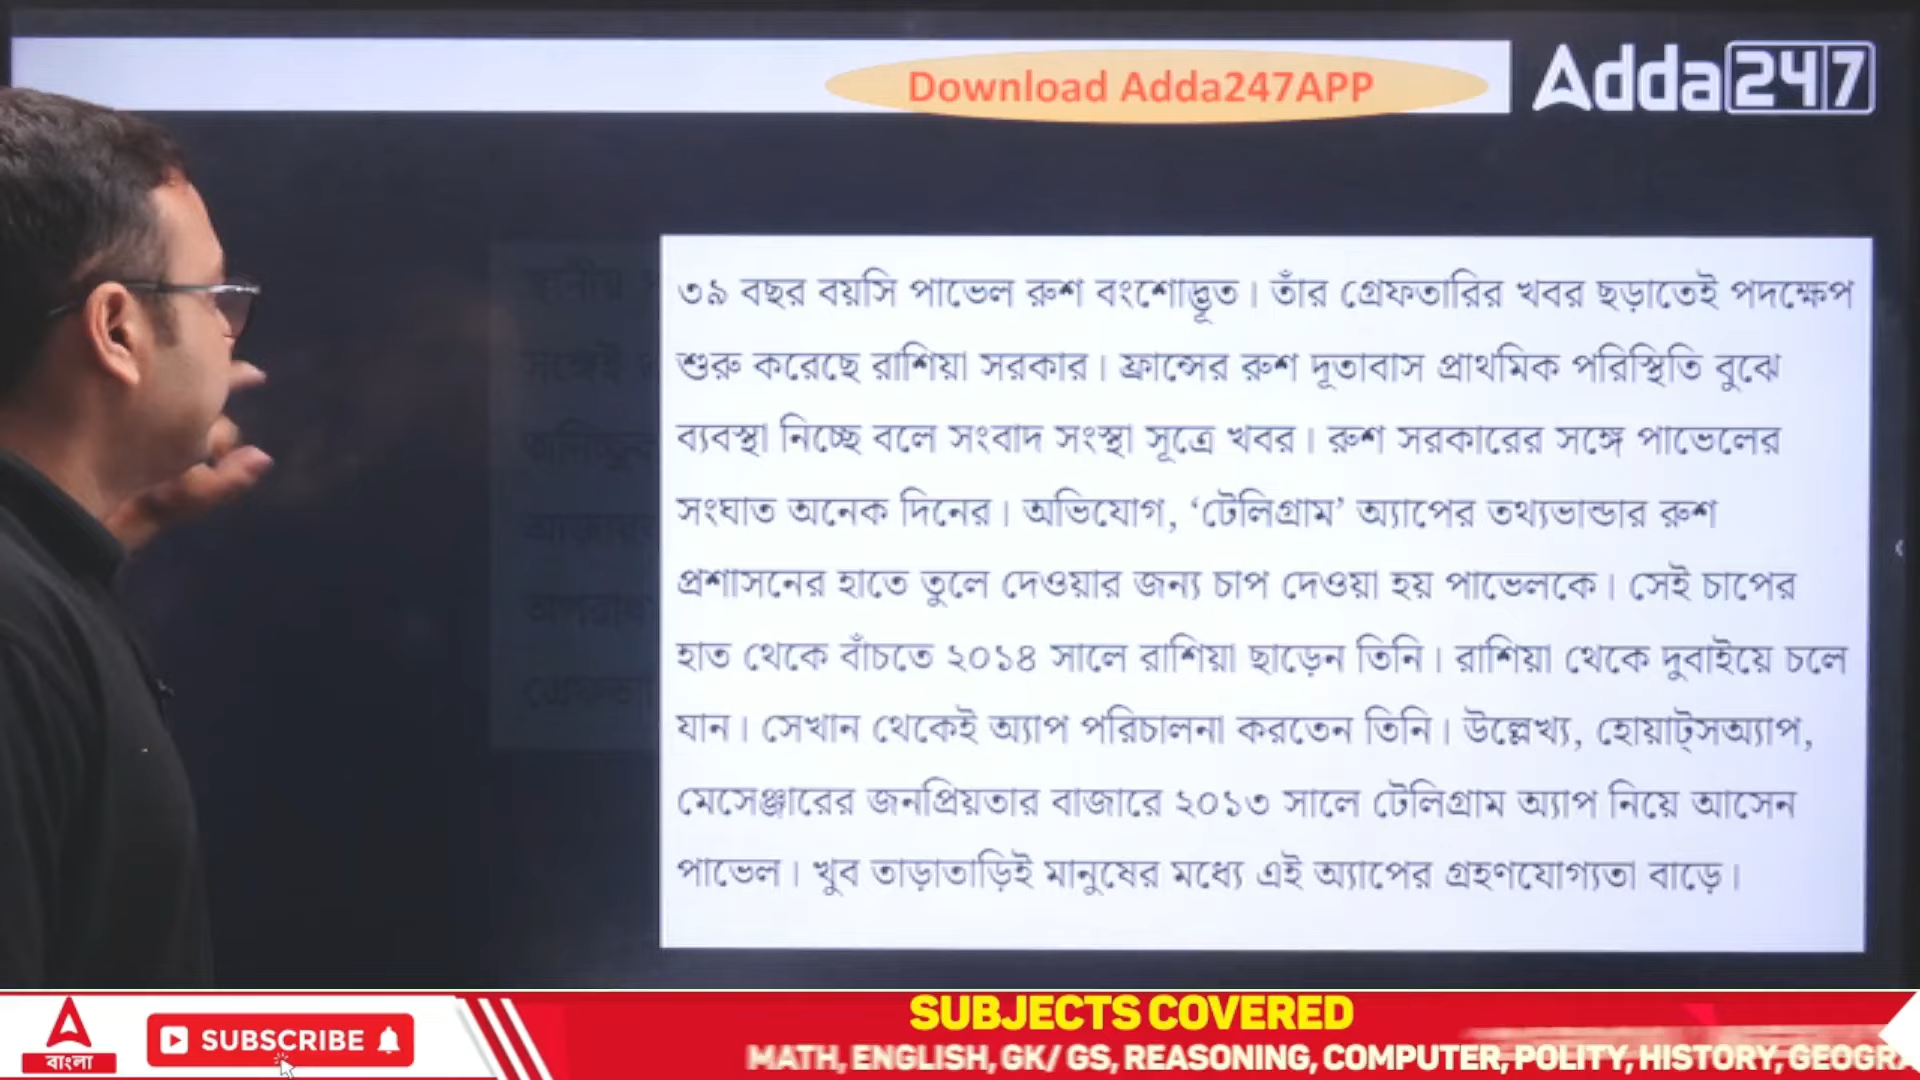 Download Adda247APP
Adda247
৩৯ বছর বয়সি পাভেল রুশ বংশোদ্ভূত। তাঁর গ্রেফতারির খবর ছড়াতেই পদক্ষেপ
শুরু করেছে রাশিয়া সরকার। ফ্রান্সের রুশ দূতাবাস প্রাথমিক পরিস্থিতি বুঝে
ব্যবস্থা নিচ্ছে বলে সংবাদ সংস্থা সূত্রে খবর। রুশ সরকারের সঙ্গে পাভেলের
সংঘাত অনেক দিনের। অভিযোগ, ‘টেলিগ্রাম’ অ্যাপের তথ্যভান্ডার রুশ
প্রশাসনের হাতে তুলে দেওয়ার জন্য চাপ দেওয়া হয় পাভেলকে। সেই চাপের
হাত থেকে বাঁচতে ২০১৪ সালে রাশিয়া ছাড়েন তিনি। রাশিয়া থেকে দুবাইয়ে চলে
যান। সেখান থেকেই অ্যাপ পরিচালনা করতেন তিনি। উল্লেখ্য, হোয়াট্‌সঅ্যাপ,
মেসেঞ্জারের জনপ্রিয়তার বাজারে ২০১৩ সালে টেলিগ্রাম অ্যাপ নিয়ে আসেন
পাভেল। খুব তাড়াতাড়িই মানুষের মধ্যে এই অ্যাপের গ্রহণযোগ্যতা বাড়ে।
বাংলা
SUBSCRIBE
SUBJECTS COVERED
MATH, ENGLISH, GK/ GS, REASONING, COMPUTER, POLITY, HISTORY, GEOGR